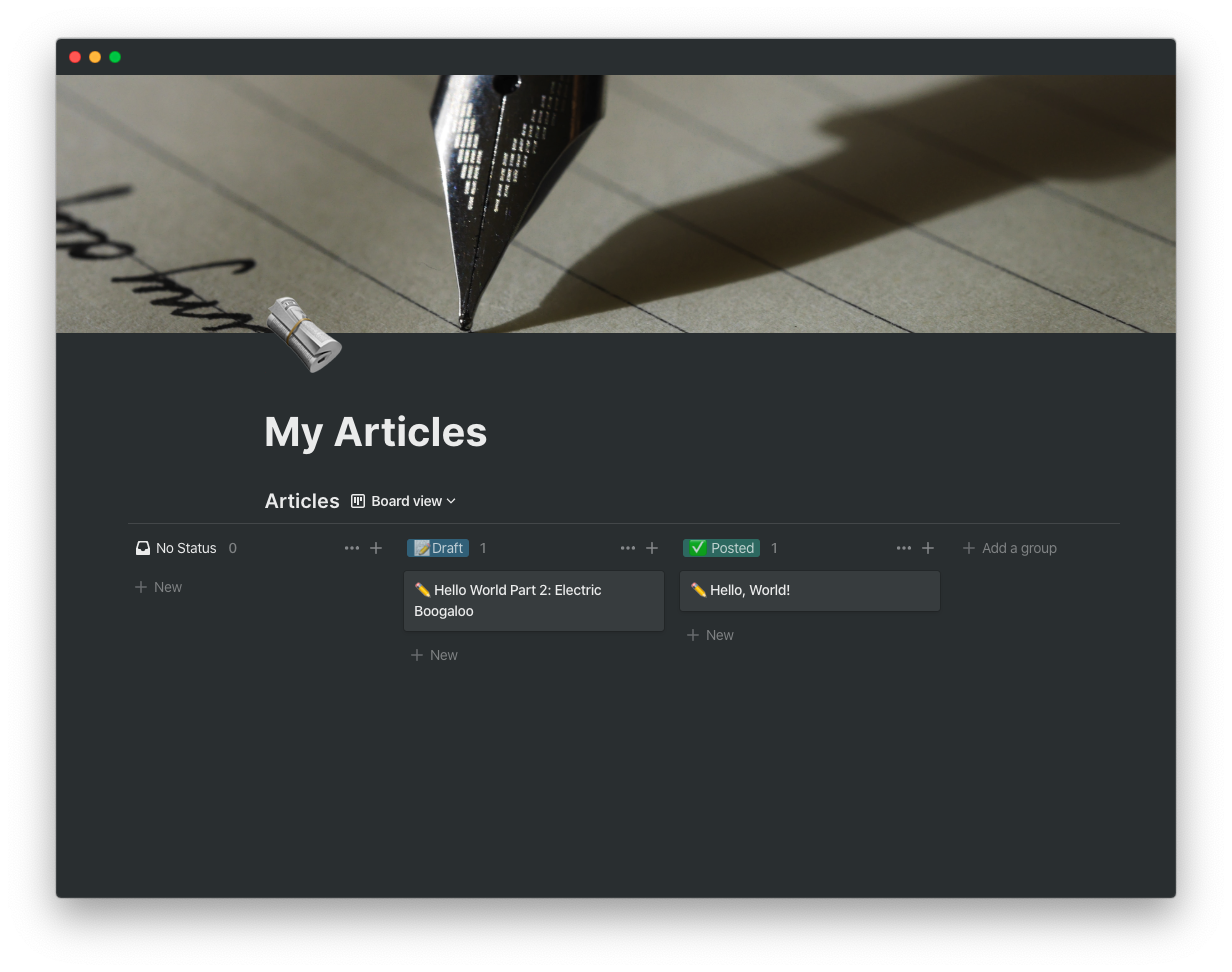 My Articles
Articles Board view
No Status 0
New
📝Draft 1
✏️ Hello World Part 2: Electric
Boogaloo
New
✅ Posted 1
✏️ Hello, World!
New
Add a group